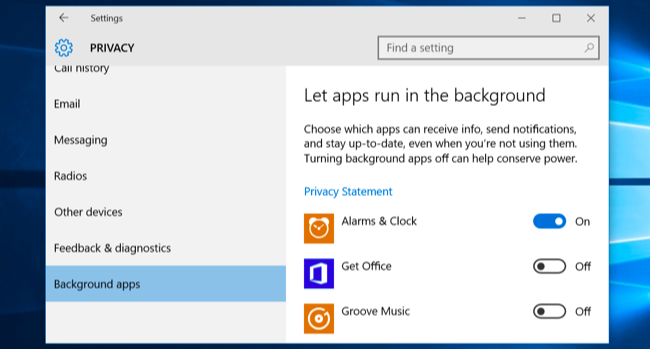 Settings
PRIVACY
Find a setting
Call history
Email
Messaging
Radios
Other devices
Feedback & diagnostics
Background apps
Let apps run in the background
Choose which apps can receive info, send notifications,
and stay up-to-date, even when you're not using them.
Turning background apps off can help conserve power.
Privacy Statement
Alarms & Clock
On
Get Office
Off
Groove Music
Off